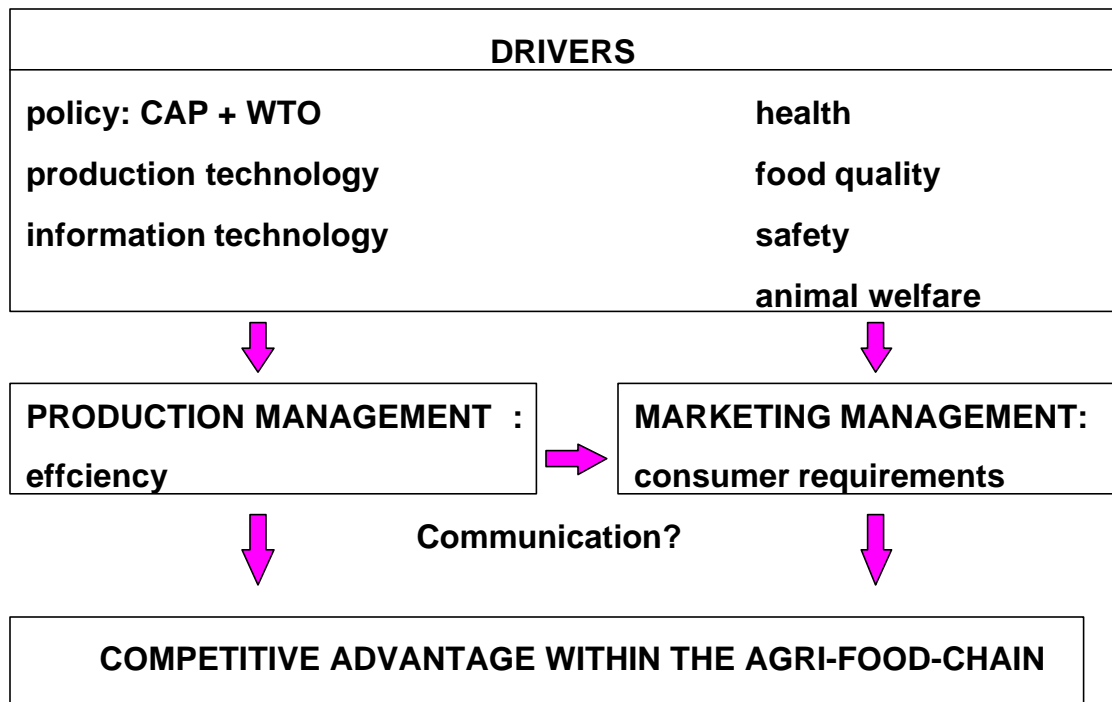 DRIVERS
policy: CAP + WTO
health
production technology
food quality
information technology
safety
animal welfare
PRODUCTION MANAGEMENT :
effciency
MARKETING MANAGEMENT:
consumer requirements
Communication?
COMPETITIVE ADVANTAGE WITHIN THE AGRI-FOOD-CHAIN